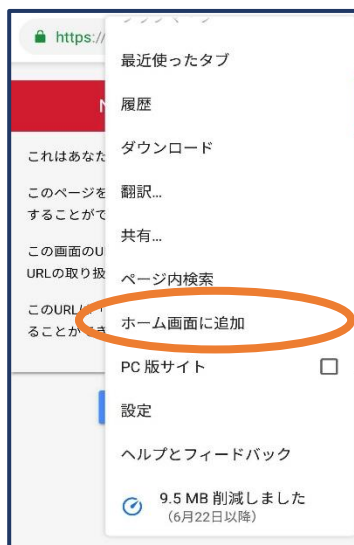 https://
最近使ったタブ
履歴
ダウンロード
翻訳...
共有...
ページ内検索
ホーム画面に追加
PC 版サイト
設定
ヘルプとフィードバック
9.5 MB 削減しました
（6月22日以降）
N
これはあなた
このページを
することがで
この画面のU
URLの取り扱
このURLは
ることができ